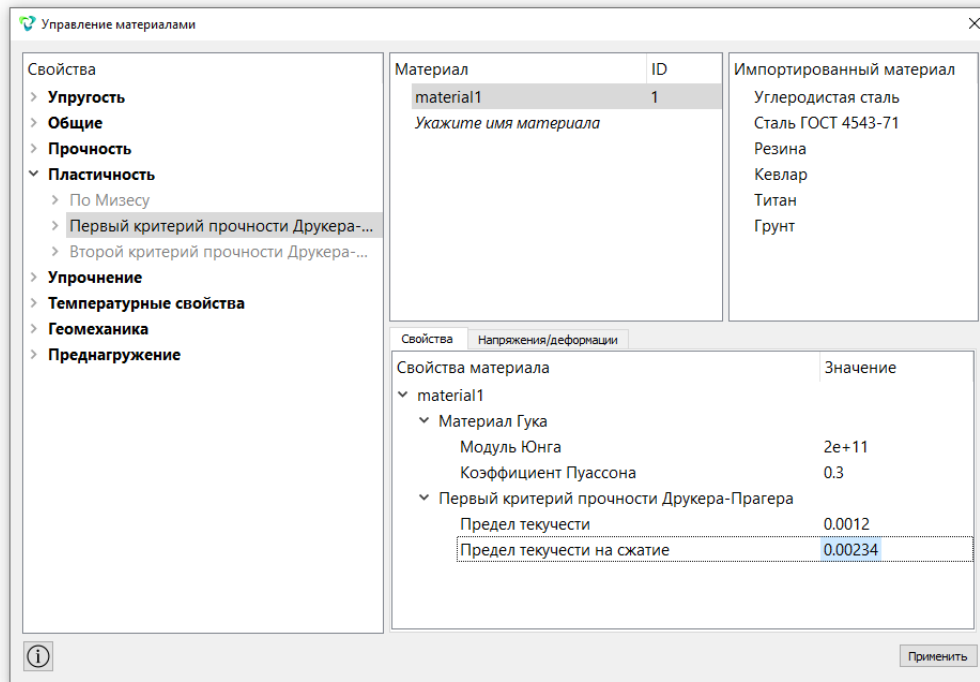 Управление материалами
Свойства
Упругость
Общие
Прочность
Пластичность
По Мизесу
Первый критерий прочности Друкера-...
Второй критерий прочности Друкера-...
Упрочнение
Температурные свойства
Геомеханика
Преднагружение
Материал ID
material1 1
Укажите имя материала
Импортированный материал
Углеродистая сталь
Сталь ГОСТ 4543-71
Резина
Кевлар
Титан
Грунт
Свойства Напряжения/деформации
Свойства материала Значение
material1
Материал Гука
Модуль Юнга 2e+11
Коэффициент Пуассона 0.3
Первый критерий прочности Друкера-Прагера
Предел текучести 0.0012
Предел текучести на сжатие 0.00234
Применить